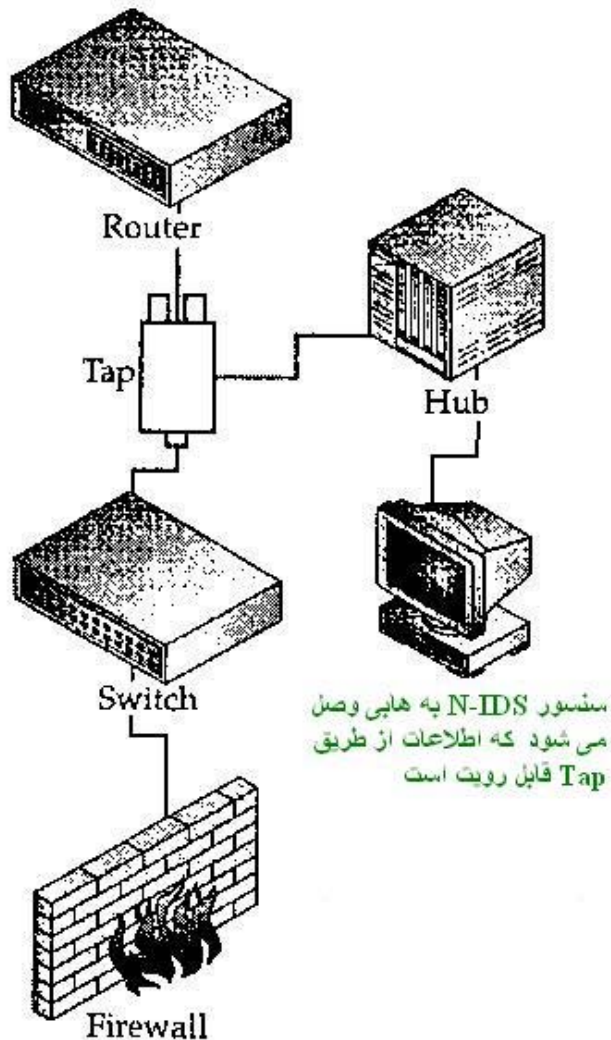 Router
Tap
Hub
Switch
سنسور N-IDS به هابی وصل
می شود که اطلاعات از طریق
Tap قابل رویت است
Firewall